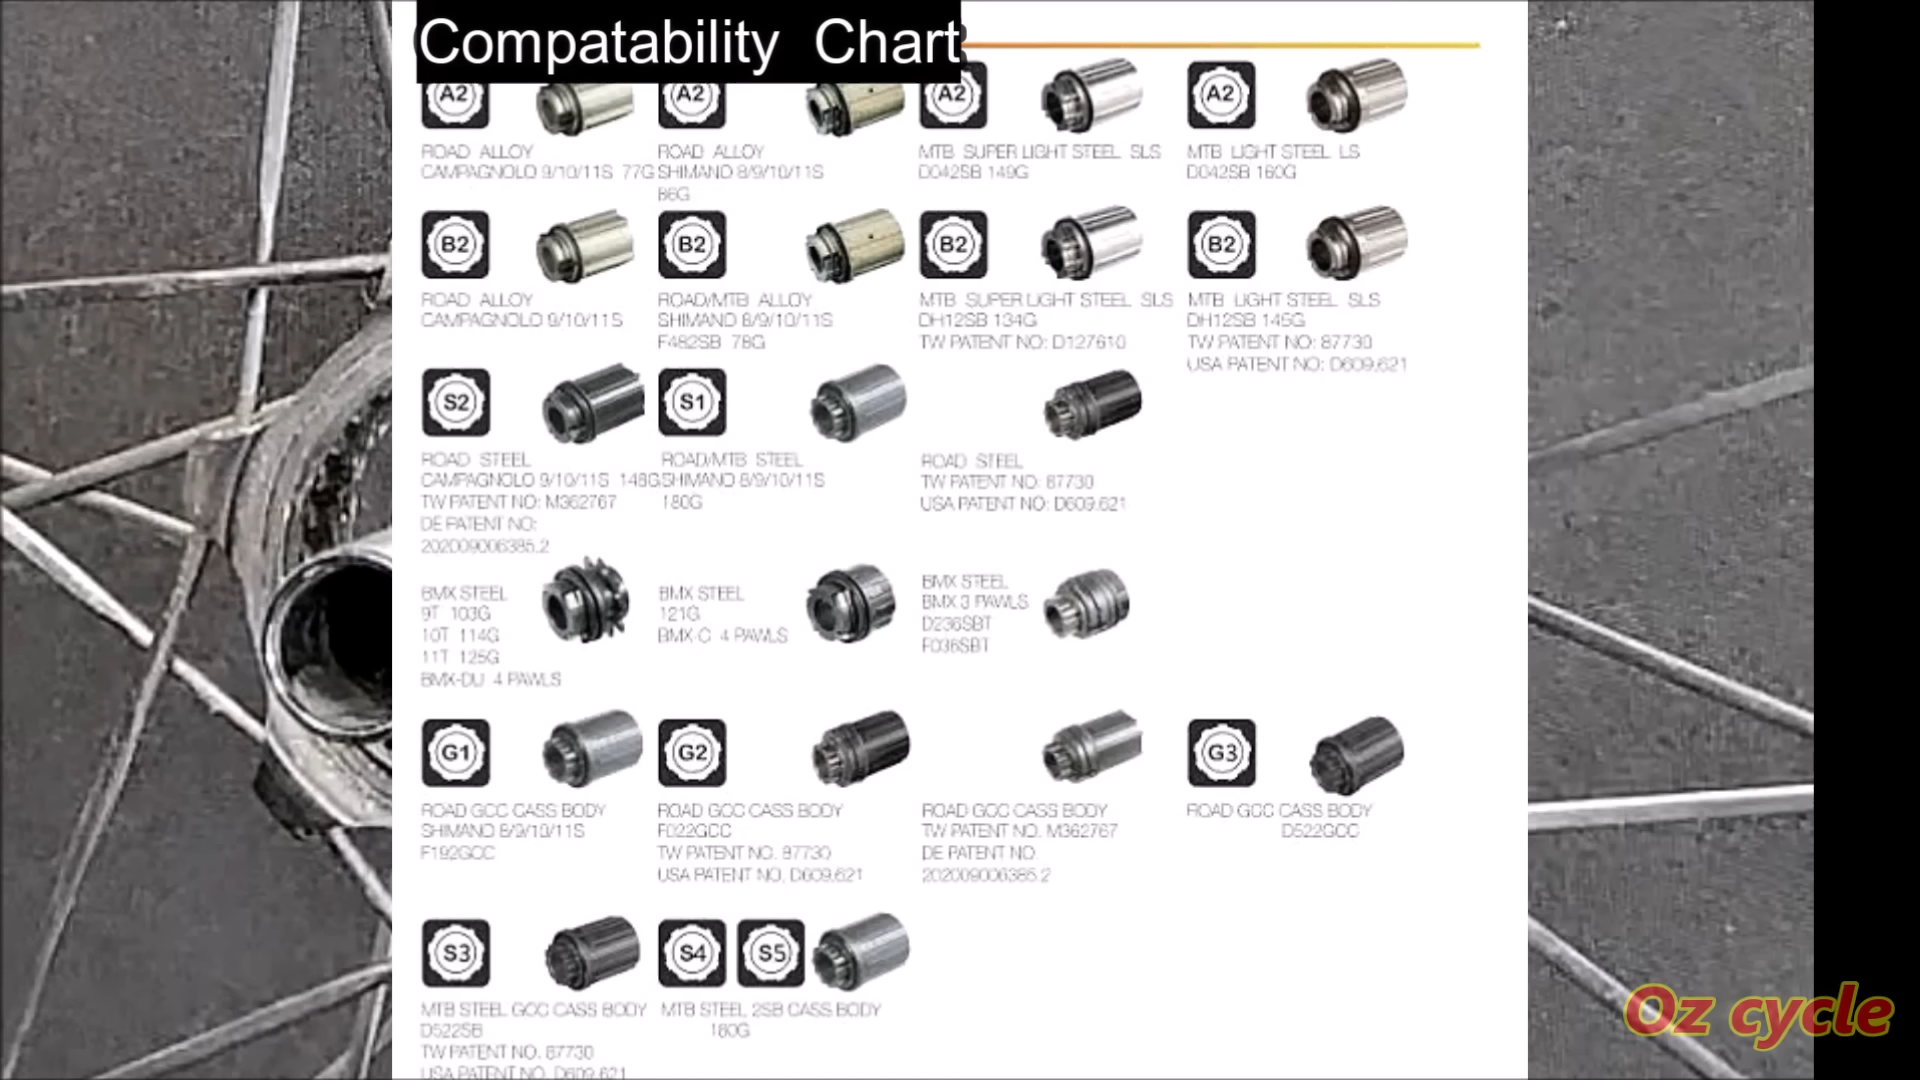 Compatability Chart
A2
ROAD ALLOY
CAMPAGNOLO 9/10/11S 77G
A2
ROAD ALLOY
SHIMANO 8/9/10/11S
86G
A2
MTB SUPER LIGHT STEEL SLS
D042SB 149G
A2
MTB LIGHT STEEL LS
D042SB 160G
B2
ROAD ALLOY
CAMPAGNOLO 9/10/11S
B2
ROAD/MTB ALLOY
SHIMANO 8/9/10/11S
F482SB 78G
B2
MTB SUPER LIGHT STEEL SLS
DH12SB 134G
TW PATENT NO: D127610
B2
MTB LIGHT STEEL SLS
DH12SB 145G
TW PATENT NO: 87730
USA PATENT NO: D609,621
S2
ROAD STEEL
CAMPAGNOLO 9/10/11S 148G
TW PATENT NO: M362767
DE PATENT NO:
202009006385.2
S1
ROAD/MTB STEEL
SHIMANO 8/9/10/11S
180G
ROAD STEEL
TW PATENT NO: 87730
USA PATENT NO: D609,621
BMX STEEL
9T 103G
10T 114G
11T 125G
BMX-DU 4 PAWLS
BMX STEEL
121G
BMX-C 4 PAWLS
BMX STEEL
BMX 3 PAWLS
D236SBT
F036SBT
G1
ROAD GCC CASS BODY
SHIMANO 8/9/10/11S
F192GCC
G2
ROAD GCC CASS BODY
F022GCC
TW PATENT NO. 87730
USA PATENT NO. D609,621
ROAD GCC CASS BODY
TW PATENT NO. M362767
DE PATENT NO.
202009006385.2
G3
ROAD GCC CASS BODY
D522GCC
S3
MTB STEEL GCC CASS BODY
D522SB
TW PATENT NO. 87730
USA PATENT NO. D609,621
S4 S5
MTB STEEL 2SB CASS BODY
180G
Oz cycle